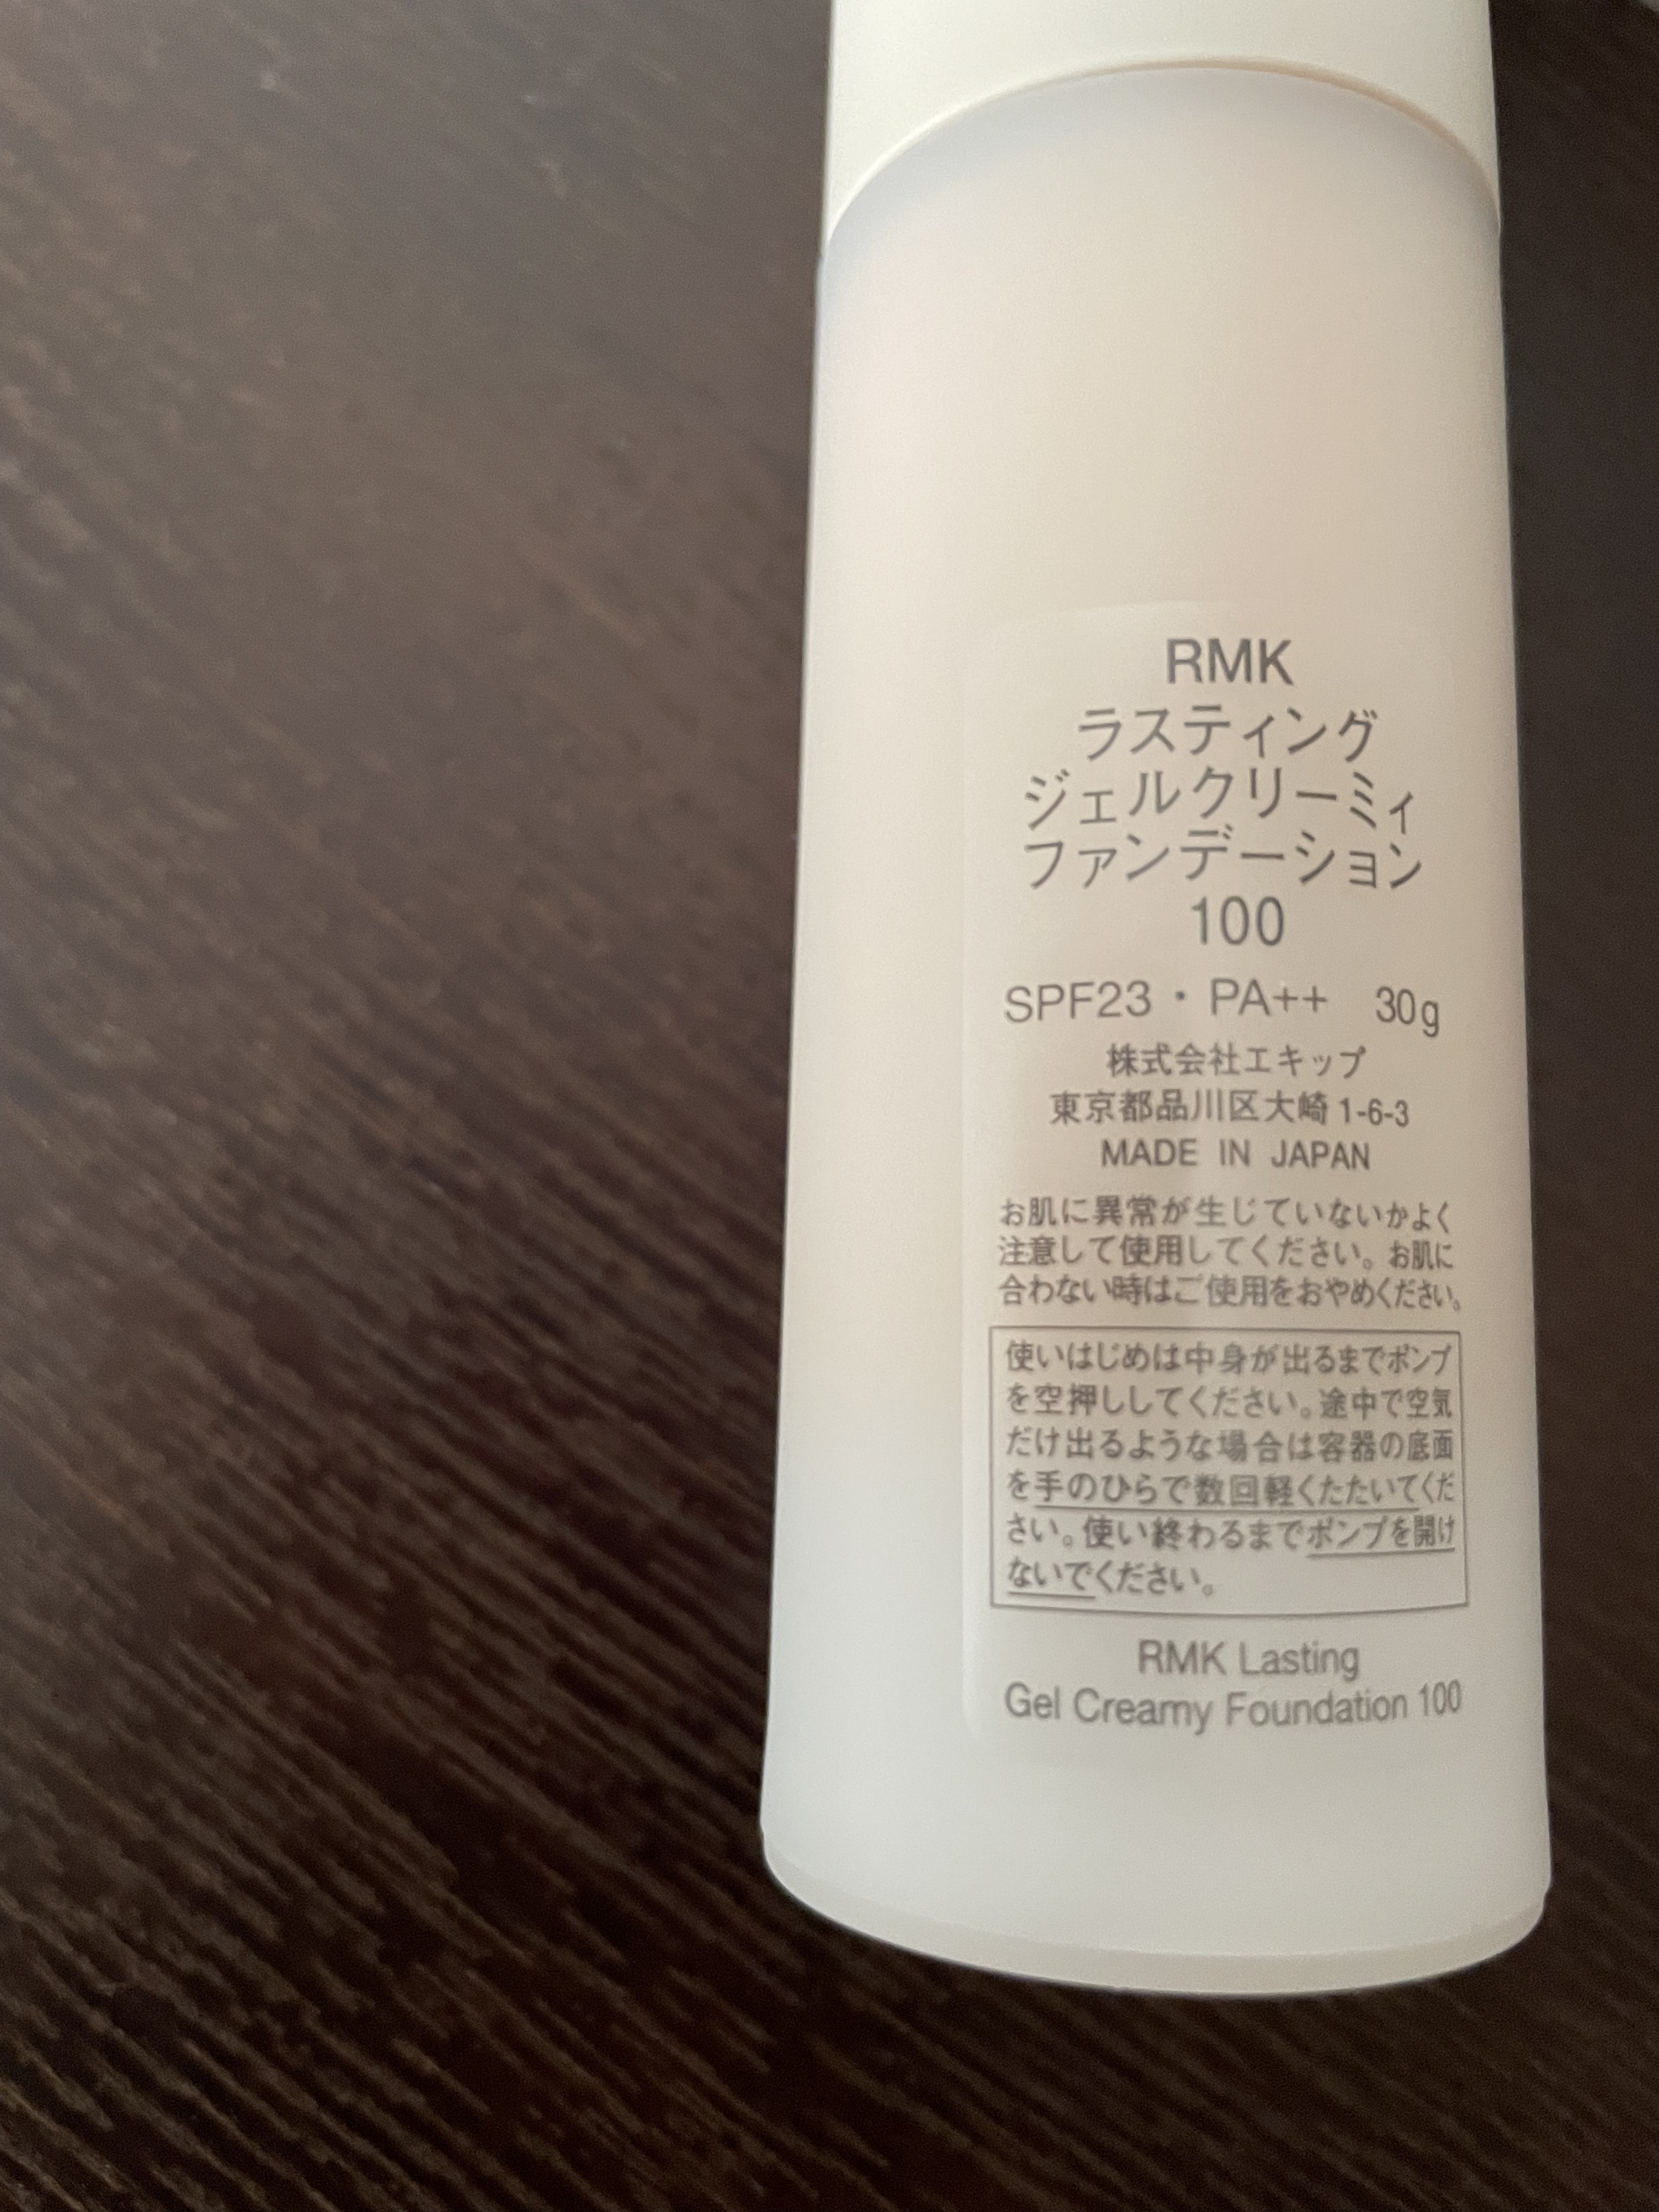 RMK
ラスティング
ジェルクリーミィ
ファンデーション
100
SPF23・PA++ 30g
株式会社エキップ
東京都品川区大崎1-6-3
MADE IN JAPAN
お肌に異常が生じていないかよく
注意して使用してください。お肌に
合わない時はご使用をおやめください。
使いはじめは中身が出るまでポンプ
を空押ししてください。途中で空気
だけ出るような場合は容器の底面
を手のひらで数回軽くたたいてくだ
さい。使い終わるまでポンプを開け
ないでください。
RMK Lasting
Gel Creamy Foundation 100